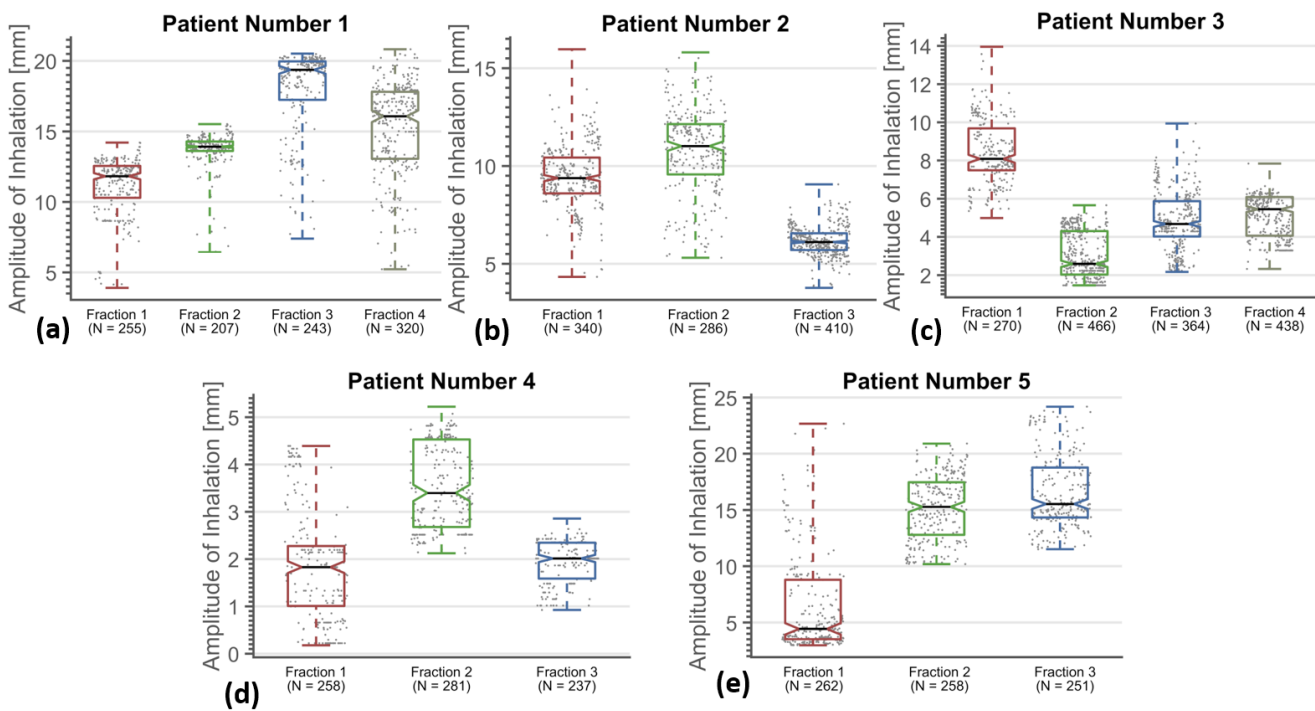 Patient Number 1
Amplitude of Inhalation [mm]
20
15
10
5
Fraction 1
(N = 255)
Fraction 2
(N = 207)
Fraction 3
(N = 243)
Fraction 4
(N = 320)
(a)
Patient Number 2
Amplitude of Inhalation [mm]
15
10
5
Fraction 1
(N = 340)
Fraction 2
(N = 286)
Fraction 3
(N = 410)
(b)
Patient Number 3
Amplitude of Inhalation [mm]
14
12
10
8
6
4
2
Fraction 1
(N = 270)
Fraction 2
(N = 466)
Fraction 3
(N = 364)
Fraction 4
(N = 438)
(c)
Patient Number 4
Amplitude of Inhalation [mm]
5
4
3
2
1
0
Fraction 1
(N = 258)
Fraction 2
(N = 281)
Fraction 3
(N = 237)
(d)
Patient Number 5
Amplitude of Inhalation [mm]
25
20
15
10
5
Fraction 1
(N = 262)
Fraction 2
(N = 258)
Fraction 3
(N = 251)
(e)